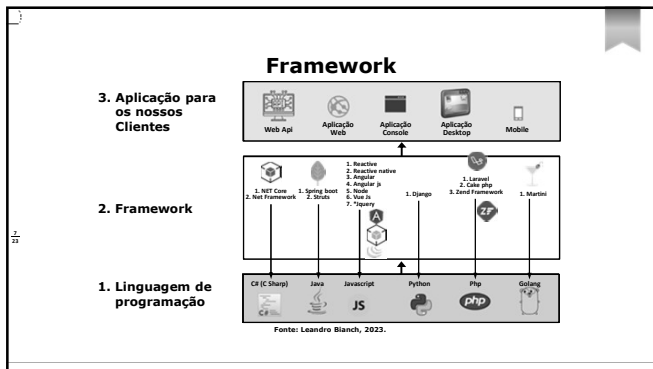 Framework
3. Aplicação para
os nossos
Clientes
Web Api
Aplicação
Web
Aplicação
Console
Aplicação
Desktop
Mobile
2. Framework
1. NET Core
2. Net Framework
1. Spring boot
2. Struts
1. Reactive
2. Reactive native
3. Angular
4. Angular js
5. Node
6. Vue Js
7. *Jquery
A
1. Django
1. Laravel
2. Cake php
3. Zend Framework
ZF
1. Martini
7
23
1. Linguagem de
programação
C# (C Sharp)
Java
Javascript
Python
Php
Golang
C#
JS
php
Fonte: Leandro Bianch, 2023.